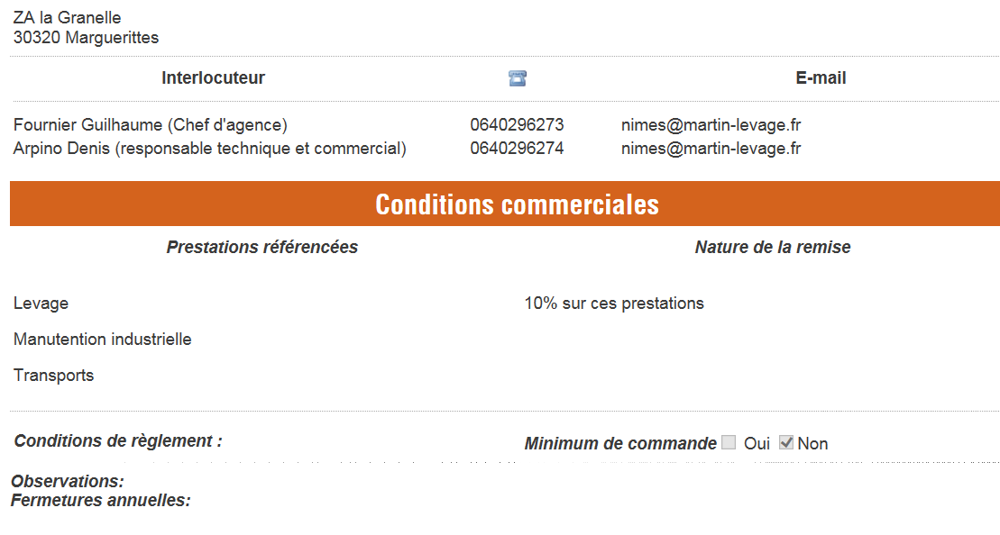 ZA la Granelle
30320 Marguerittes
Interlocuteur E-mail
Fournier Guilhaume (Chef d'agence) 0640296273 nimes@martin-levage.fr
Arpino Denis (responsable technique et commercial) 0640296274 nimes@martin-levage.fr
Conditions commerciales
Prestations référencées Nature de la remise
Levage 10% sur ces prestations
Manutention industrielle
Transports
Conditions de règlement : Minimum de commande Oui Non
Observations:
Fermetures annuelles: